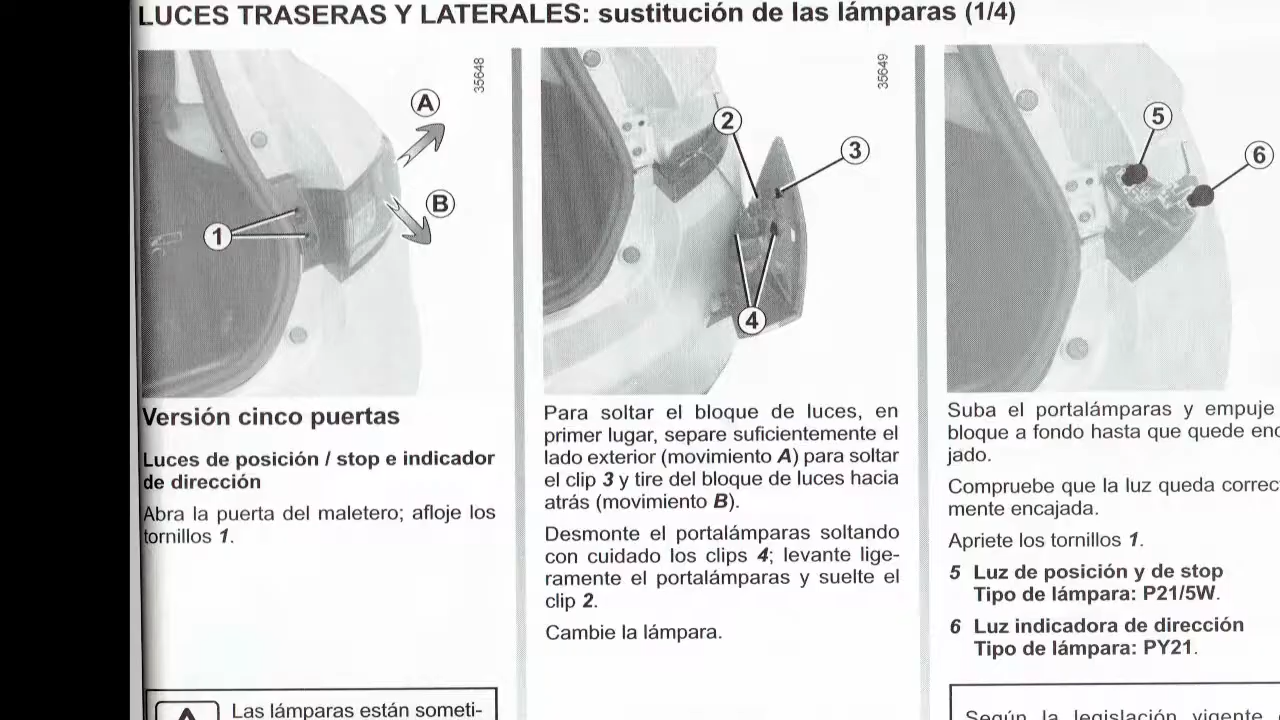 LUCES TRASERAS Y LATERALES: sustitución de las lámparas (1/4)
35648
A
B
1
Versión cinco puertas
Luces de posición / stop e indicador
de dirección
Abra la puerta del maletero; afloje los
tornillos 1.
Las lámparas están someti-
35649
2
3
4
Para soltar el bloque de luces, en
primer lugar, separe suficientemente el
lado exterior (movimiento A) para soltar
el clip 3 y tire del bloque de luces hacia
atrás (movimiento B).
Desmonte el portalámparas soltando
con cuidado los clips 4; levante lige-
ramente el portalámparas y suelte el
clip 2.
Cambie la lámpara.
5
6
Suba el portalámparas y empuje
bloque a fondo hasta que quede enc
jado.
Compruebe que la luz queda correc
mente encajada.
Apriete los tornillos 1.
5 Luz de posición y de stop
Tipo de lámpara: P21/5W.
6 Luz indicadora de dirección
Tipo de lámpara: PY21.
Según la legislación vigente